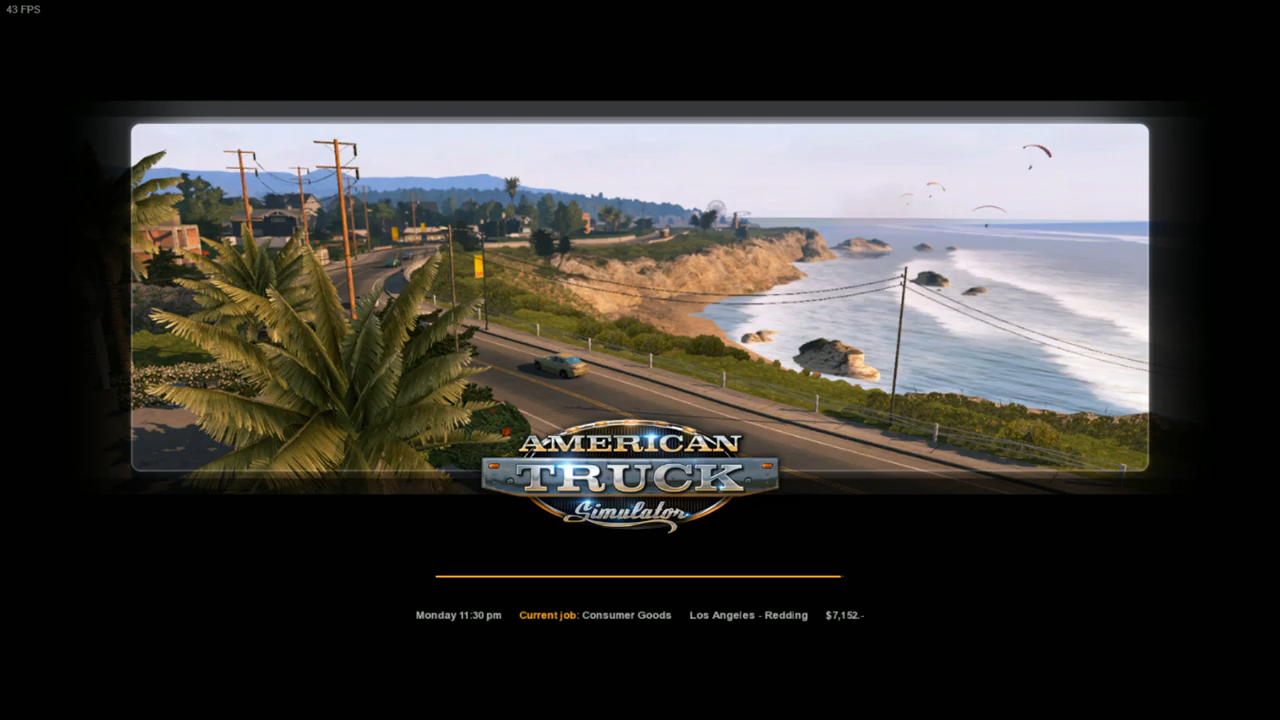 43 FPS
AMERICAN
TRUCK
Simulator
Monday 11:30 pm Current job: Consumer Goods Los Angeles - Redding $7,152.-